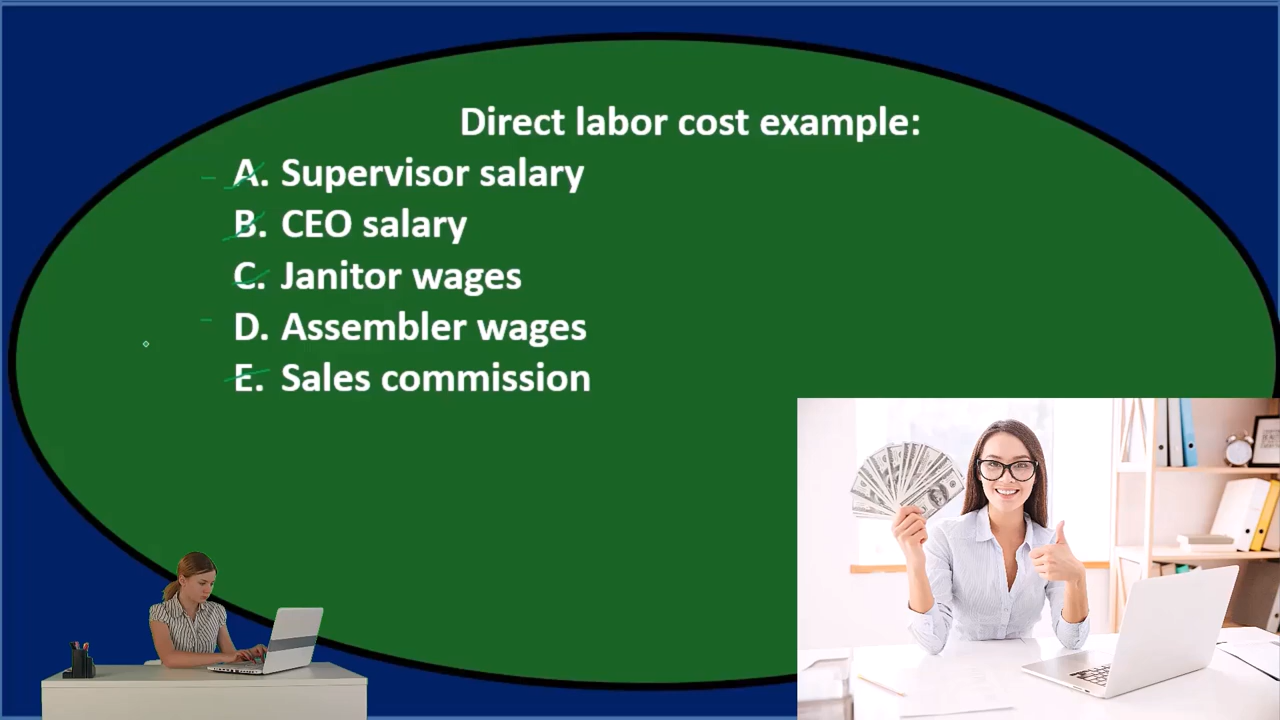 Direct labor cost example:
A. Supervisor salary
B. CEO salary
C. Janitor wages
D. Assembler wages
E. Sales commission